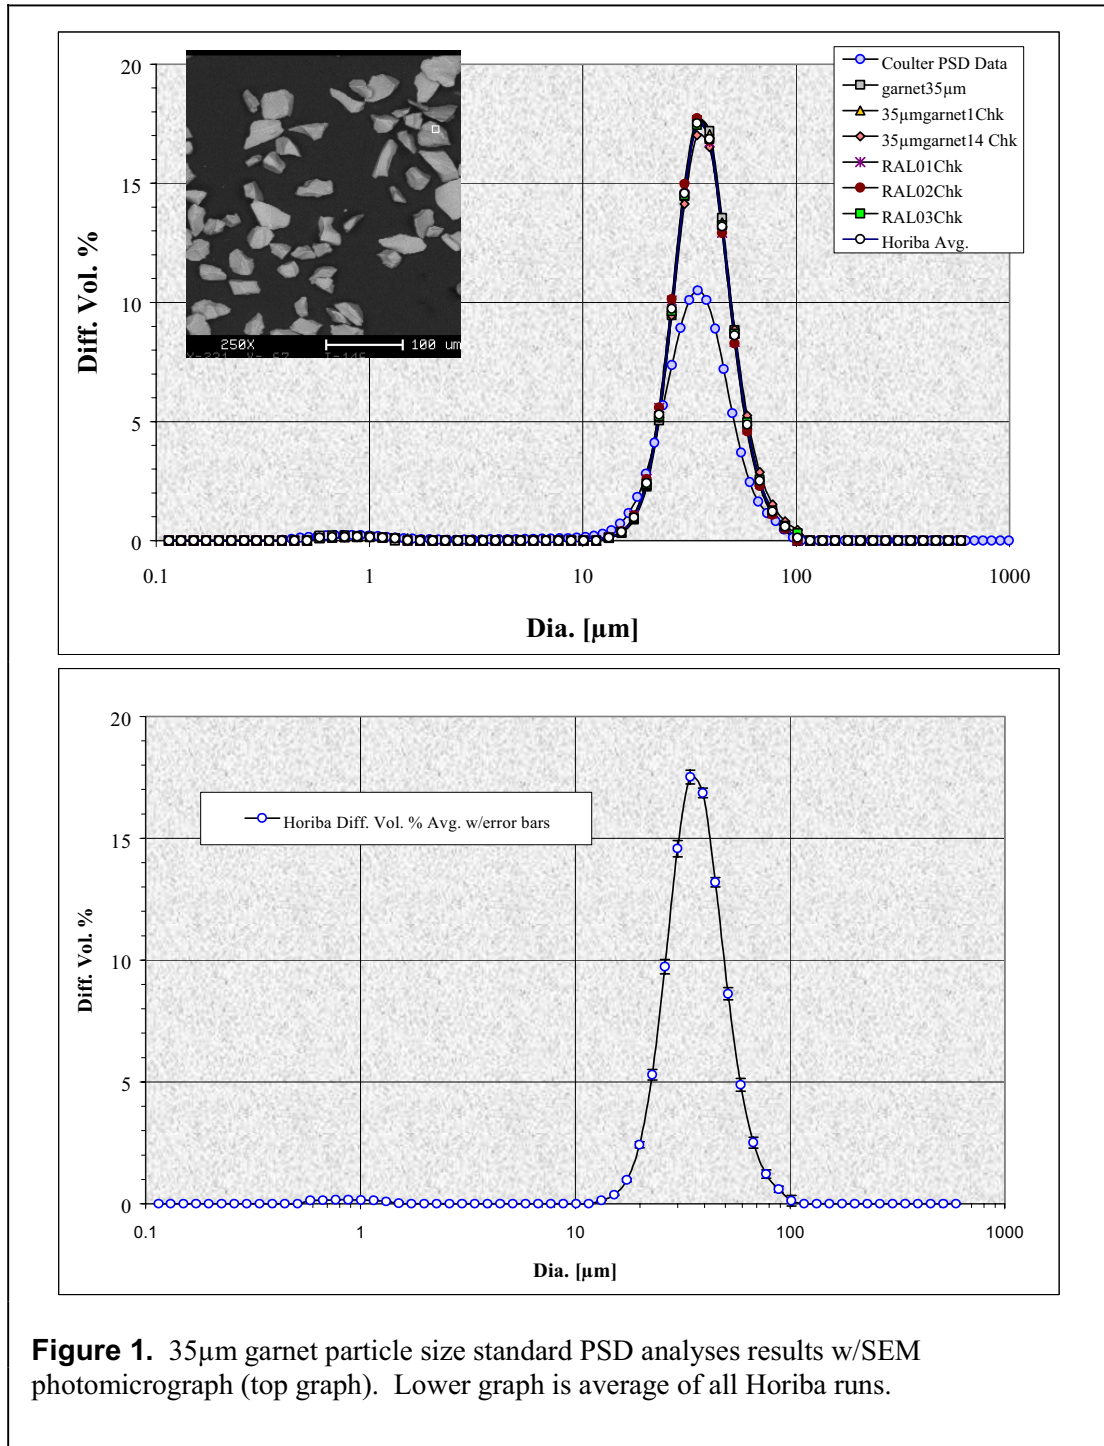 20
15
10
5
0
Diff. Vol. %
250X 100 um
Coulter PSD Data
garnet35µm
35µmgarnet1Chk
35µmgarnet14 Chk
RAL01Chk
RAL02Chk
RAL03Chk
Horiba Avg.
0.1 1 10 100 1000
Dia. [µm]
20
15
10
5
0
Diff. Vol. %
Horiba Diff. Vol. % Avg. w/error bars
0.1 1 10 100 1000
Dia. [µm]
Figure 1. 35µm garnet particle size standard PSD analyses results w/SEM
photomicrograph (top graph). Lower graph is average of all Horiba runs.